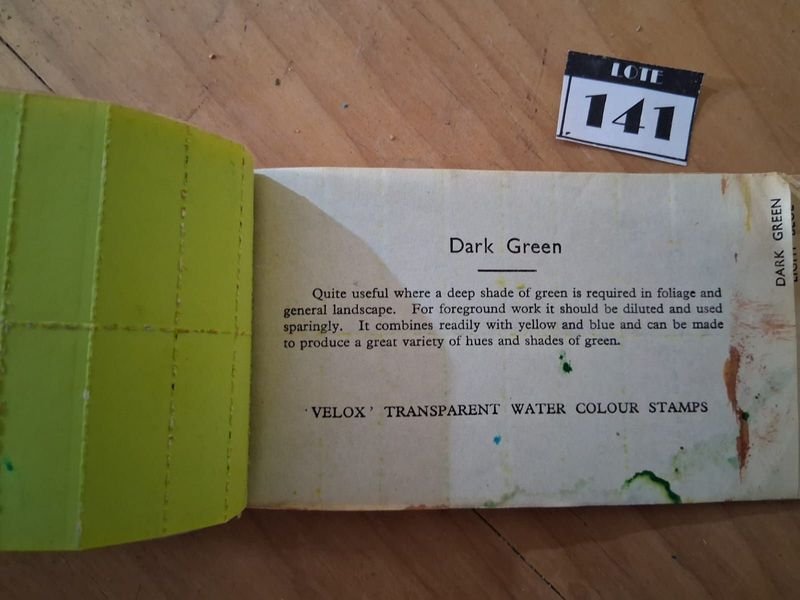 LOTE
141
Dark Green
Quite useful where a deep shade of green is required in foliage and
general landscape. For foreground work it should be diluted and used
sparingly. It combines readily with yellow and blue and can be made
to produce a great variety of hues and shades of green.
'VELOX' TRANSPARENT WATER COLOUR STAMPS
DARK GREEN
LIGHT BLUE